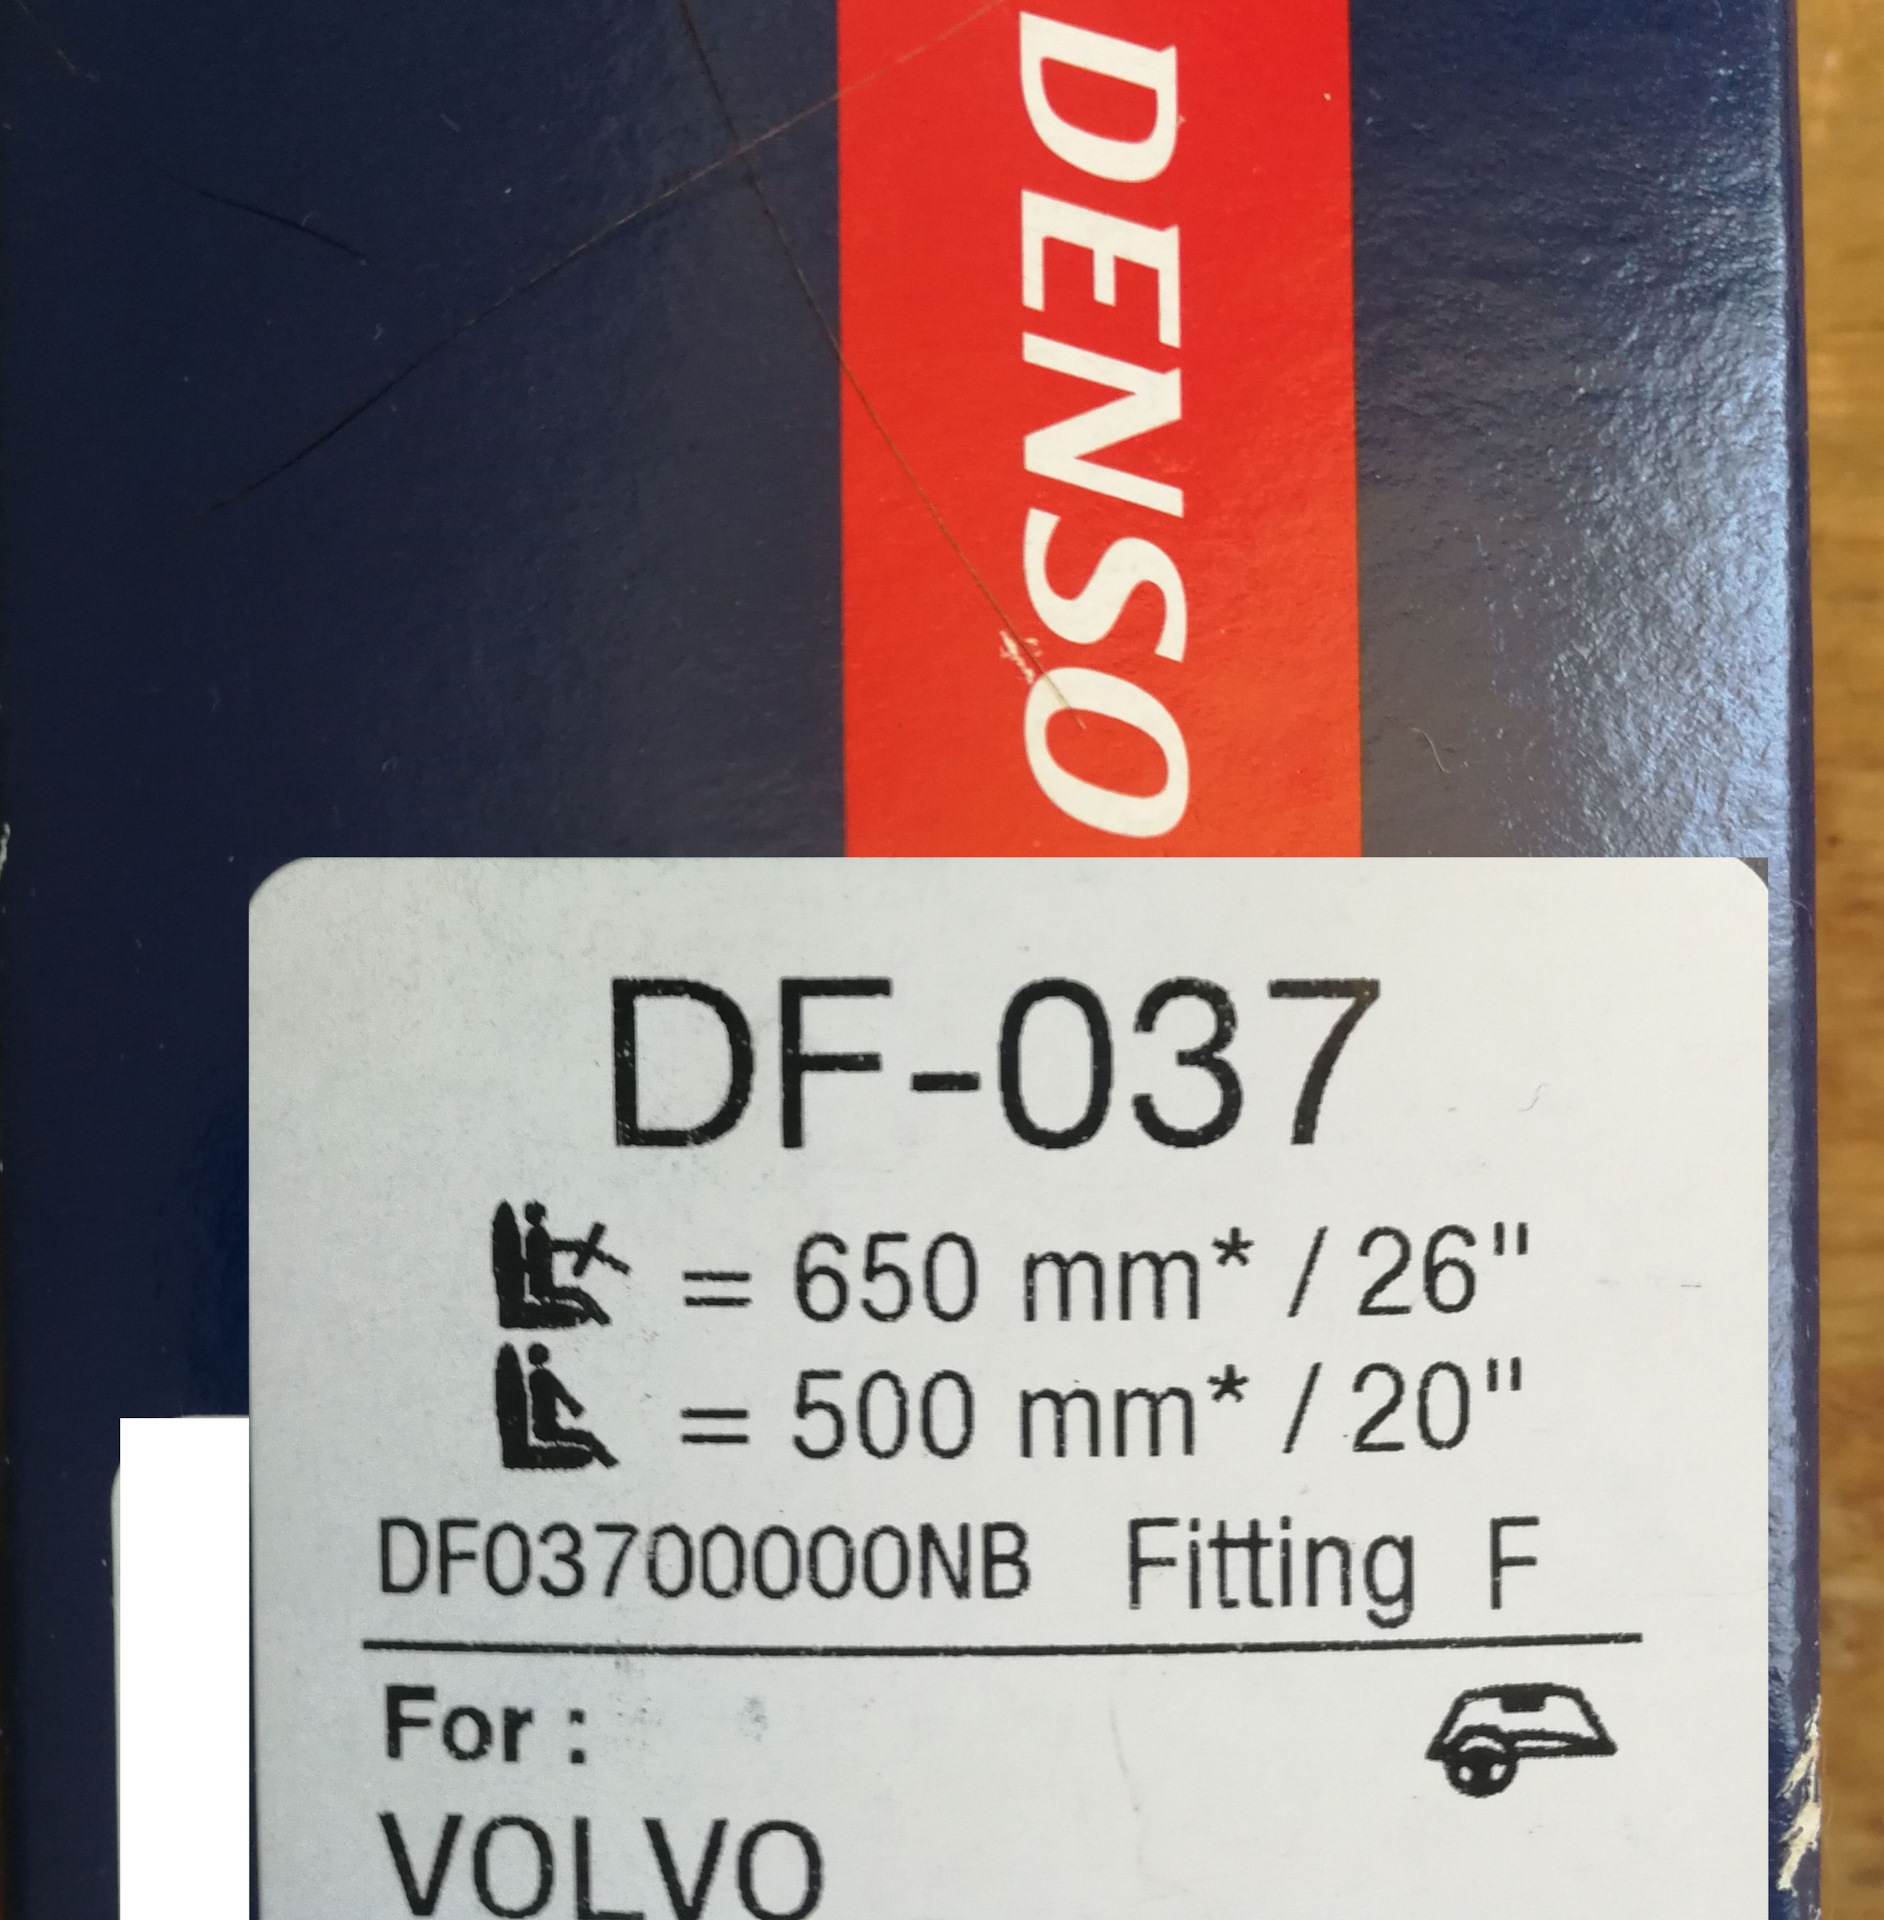 DENSO
DF-037
= 650 mm* / 26"
= 500 mm* / 20"
DF03700000NB Fitting F
For :
VOLVO